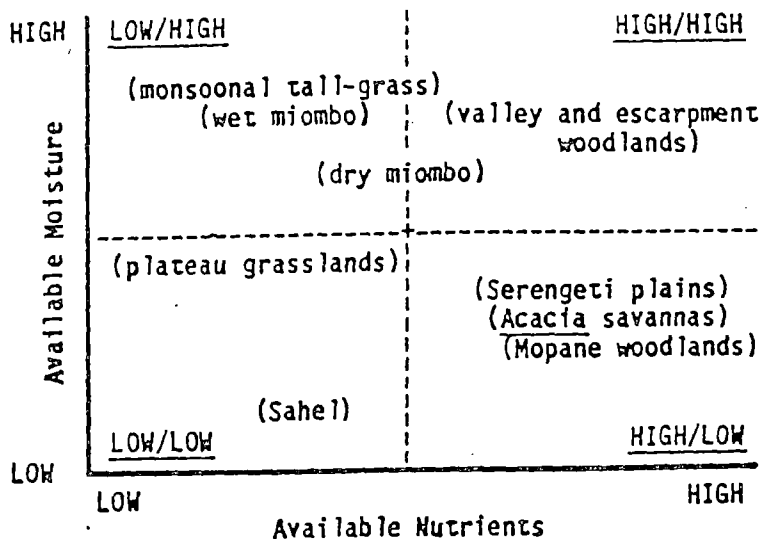 HIGH
LOW/HIGH
HIGH/HIGH
(monsoonal tall-grass)
(wet miombo)
(valley and escarpment
woodlands)
(dry miombo)
Available Moisture
(plateau grasslands)
(Serengeti plains)
(Acacia savannas)
(Mopane woodlands)
(Sahel)
LOW/LOW
HIGH/LOW
LOW
LOW
HIGH
Available Nutrients